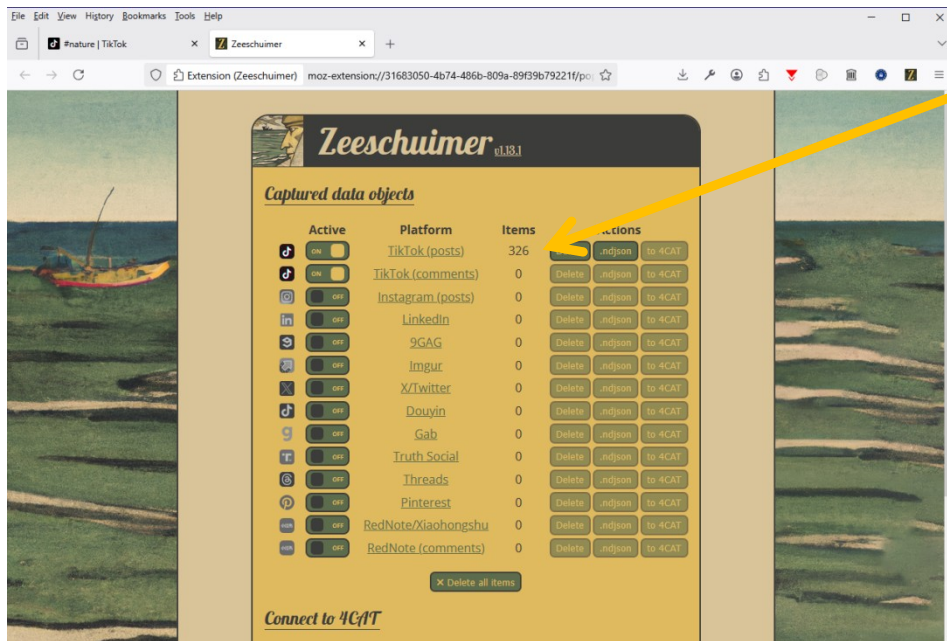 File Edit View History Bookmarks Tools Help
#nature | TikTok × Zeeschuimer × +
Extension (Zeeschuimer) moz-extension://31683050-4b74-486b-809a-89f39b79221f/po
Zeeschuimer v1.13.1
Captured data objects
Active Platform Items
ON TikTok (posts) 326 .ndjson to 4CAT
ON TikTok (comments) 0 Delete .ndjson to 4CAT
OFF Instagram (posts) 0 Delete .ndjson to 4CAT
OFF LinkedIn 0 Delete .ndjson to 4CAT
OFF 9GAG 0 Delete .ndjson to 4CAT
OFF Imgur 0 Delete .ndjson to 4CAT
OFF X/Twitter 0 Delete .ndjson to 4CAT
OFF Douyin 0 Delete .ndjson to 4CAT
OFF Gab 0 Delete .ndjson to 4CAT
OFF Truth Social 0 Delete .ndjson to 4CAT
OFF Threads 0 Delete .ndjson to 4CAT
OFF Pinterest 0 Delete .ndjson to 4CAT
OFF RedNote/Xiaohongshu 0 Delete .ndjson to 4CAT
OFF RedNote (comments) 0 Delete .ndjson to 4CAT
× Delete all items
Connect to 4CAT